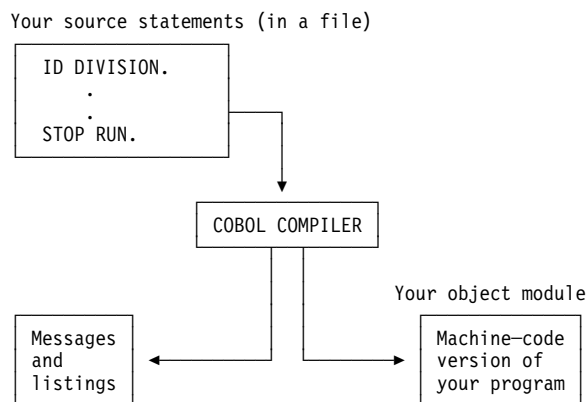 Your source statements (in a file)
ID DIVISION.
.
.
STOP RUN.
COBOL COMPILER
Your object module
Messages
and
listings
Machine—code
version of
your program